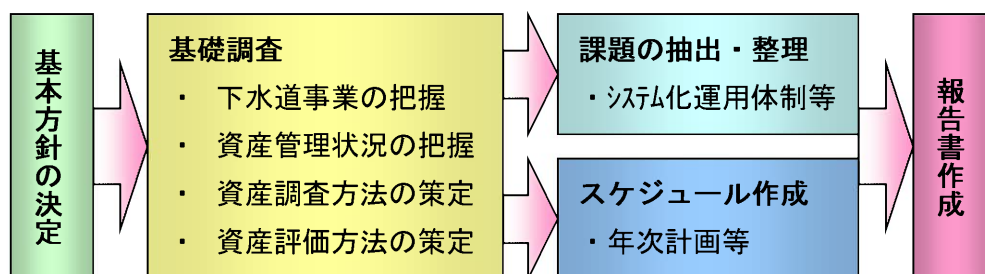 基本方針の決定
基礎調査
・ 下水道事業の把握
・ 資産管理状況の把握
・ 資産調査方法の策定
・ 資産評価方法の策定
課題の抽出・整理
・ｼｽﾃﾑ化運用体制等
スケジュール作成
・年次計画等
報告書作成